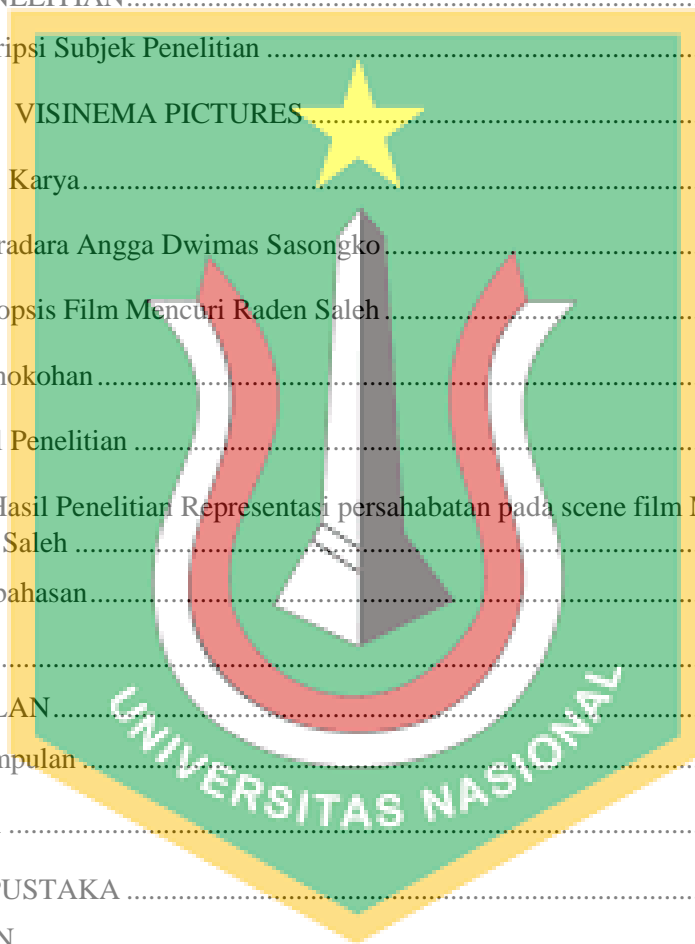 NELITIAN
ripsi Subjek Penelitian
VISINEMA PICTURES
Karya
radara Angga Dwimas Sasongko
opsis Film Mencuri Raden Saleh
nokohan
l Penelitian
Hasil Penelitian Representasi persahabatan pada scene film M
Saleh
bahasan
LAN
mpulan
PUSTAKA
N
UNIVERSITAS NASIONAL